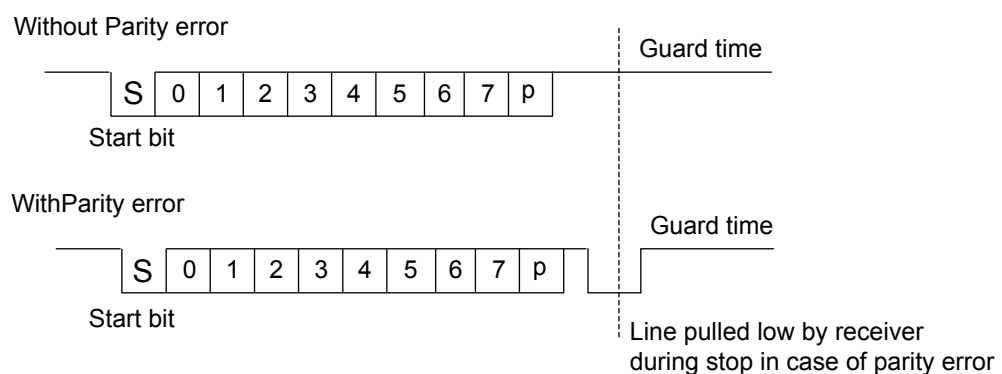 Without Parity error
Guard time
S 0 1 2 3 4 5 6 7 p
Start bit
WithParity error
Guard time
S 0 1 2 3 4 5 6 7 p
Start bit
Line pulled low by receiver
during stop in case of parity error